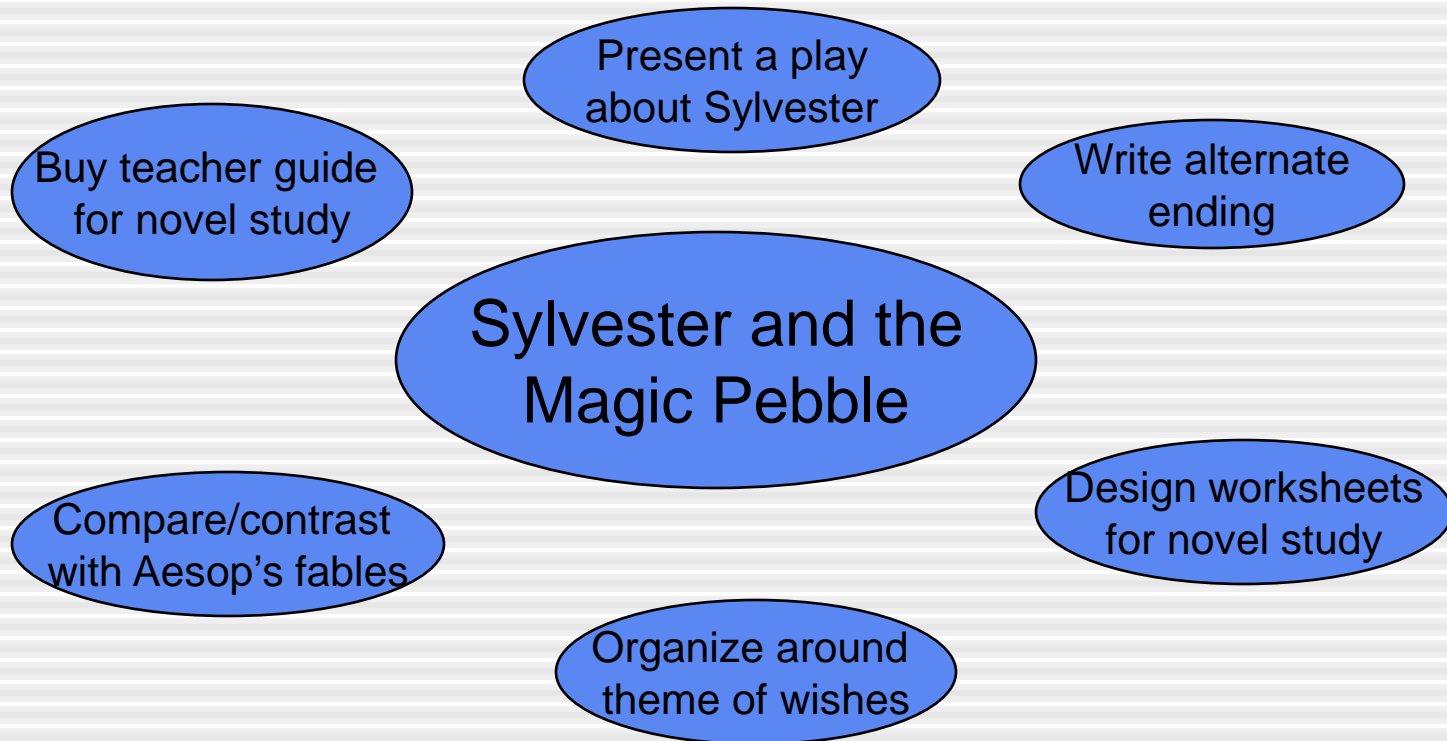 Present a play
about Sylvester
Buy teacher guide
for novel study
Write alternate
ending
Sylvester and the
Magic Pebble
Compare/contrast
with Aesop’s fables
Design worksheets
for novel study
Organize around
theme of wishes